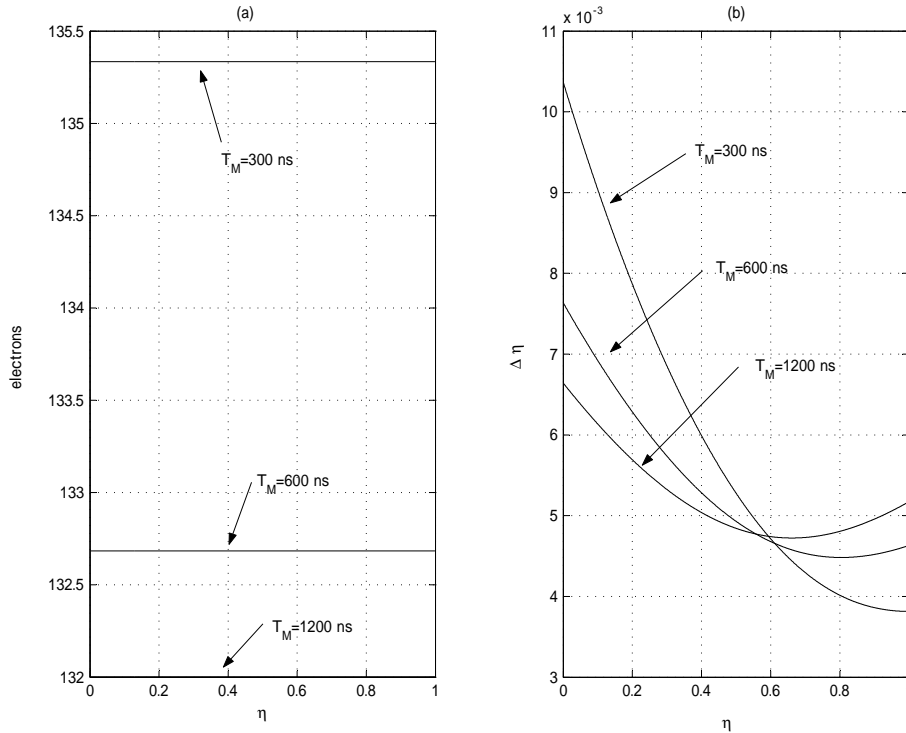 (a)
135.5
135
134.5
134
133.5
133
132.5
132
electrons
T_M=300 ns
T_M=600 ns
T_M=1200 ns
0 0.2 0.4 0.6 0.8 1
η
(b)
x 10^-3
11
10
9
8
7
6
5
4
3
Δ η
T_M=300 ns
T_M=600 ns
T_M=1200 ns
0 0.2 0.4 0.6 0.8
η